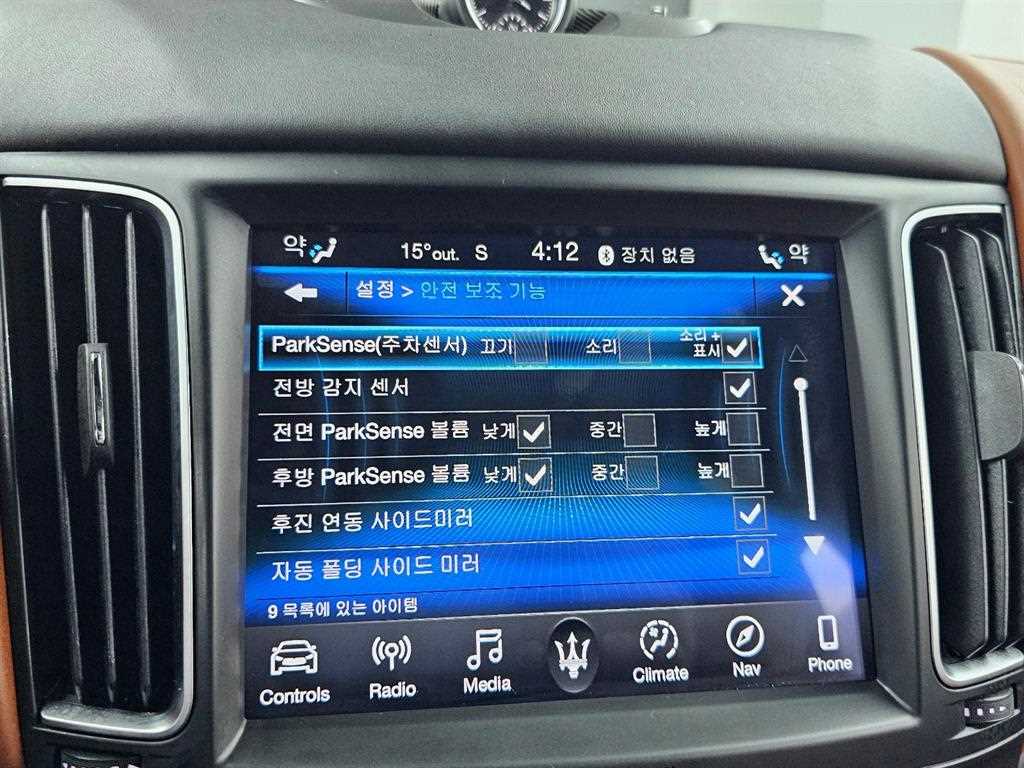 약 15°out. S 4:12 장치 없음 약
설정 > 안전 보조 기능
ParkSense(주차센서) 끄기 소리 소리 + 표시
전방 감지 센서
전면 ParkSense 볼륨 낮게 중간 높게
후방 ParkSense 볼륨 낮게 중간 높게
후진 연동 사이드미러
자동 폴딩 사이드 미러
9 목록에 있는 아이템
Controls Radio Media Climate Nav Phone